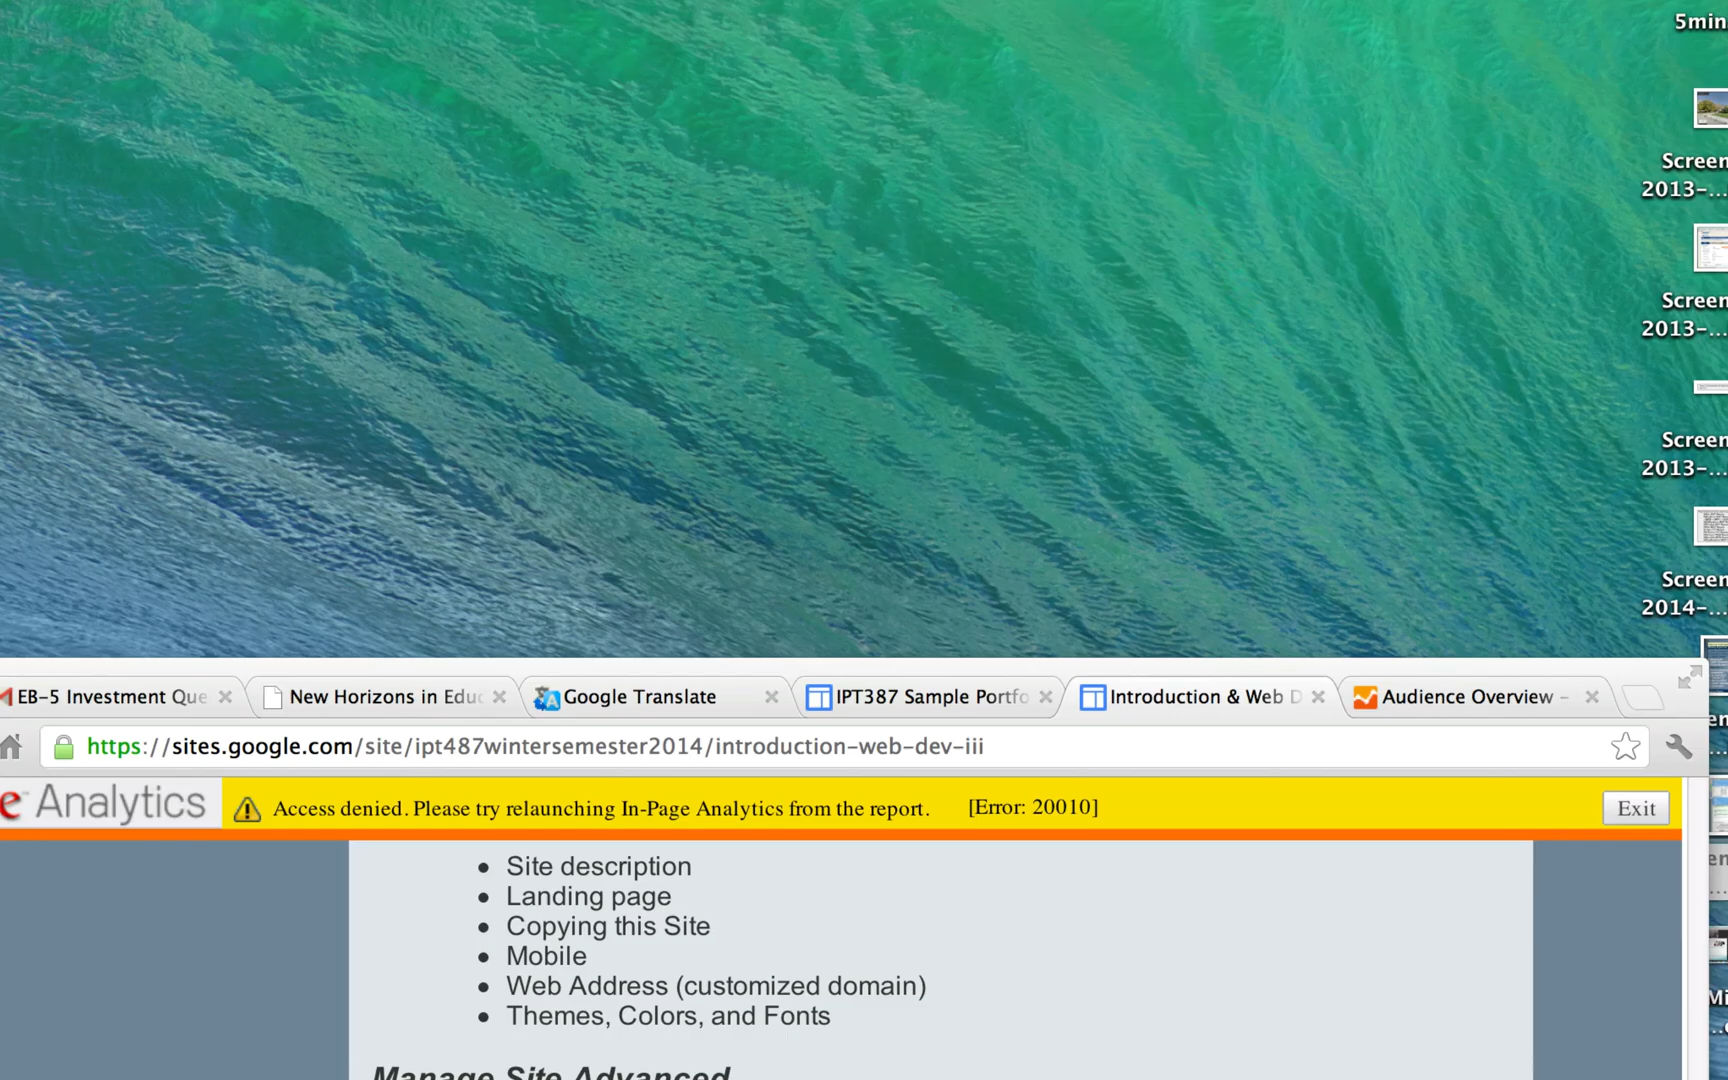 5min
Screen
2013-...
Screen
2013-...
Screen
2013-...
Screen
2014-...
EB-5 Investment Que
New Horizons in Educ
Google Translate
IPT387 Sample Portfo
Introduction & Web D
Audience Overview -
https://sites.google.com/site/ipt487wintersemester2014/introduction-web-dev-iii
e Analytics
Access denied. Please try relaunching In-Page Analytics from the report. [Error: 20010]
Exit
• Site description
• Landing page
• Copying this Site
• Mobile
• Web Address (customized domain)
• Themes, Colors, and Fonts
Manage Site Advanced